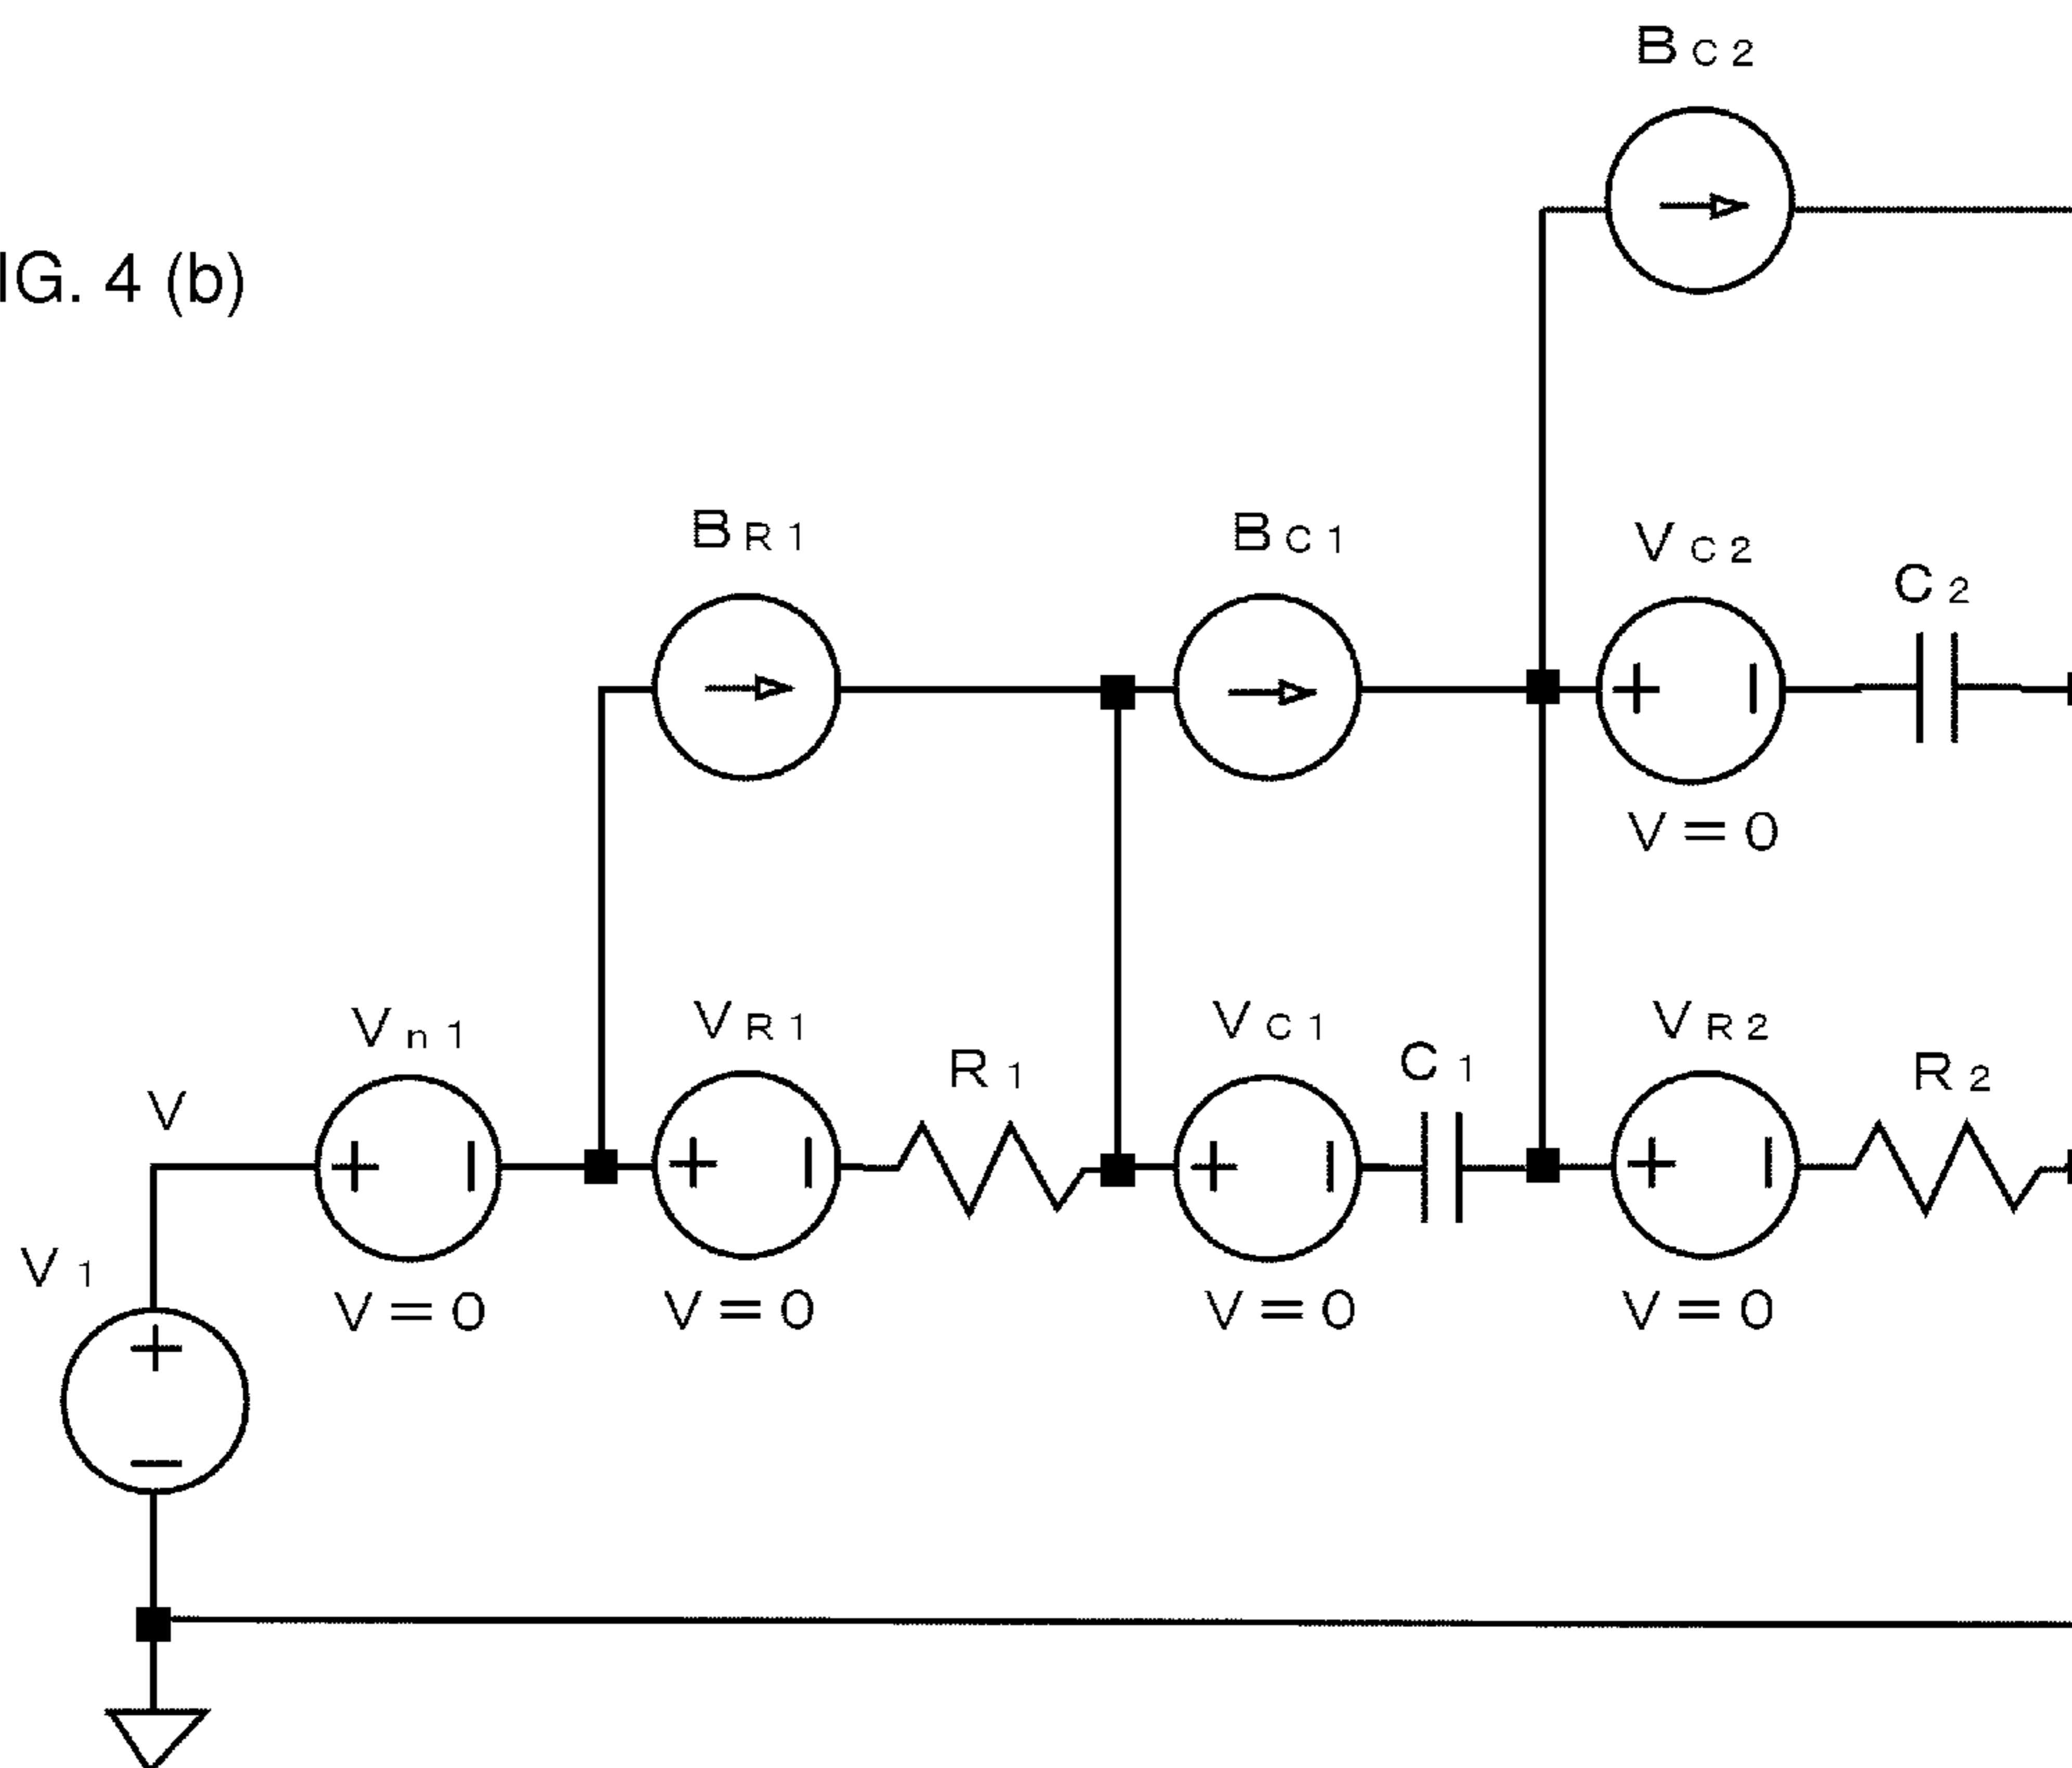 B C2
IG. 4 (b)
B R1
B C1
V C2
C 2
V=0
V n1
V R1
R 1
V C1
C 1
V R2
R 2
V
V 1
V=0
V=0
V=0
V=0